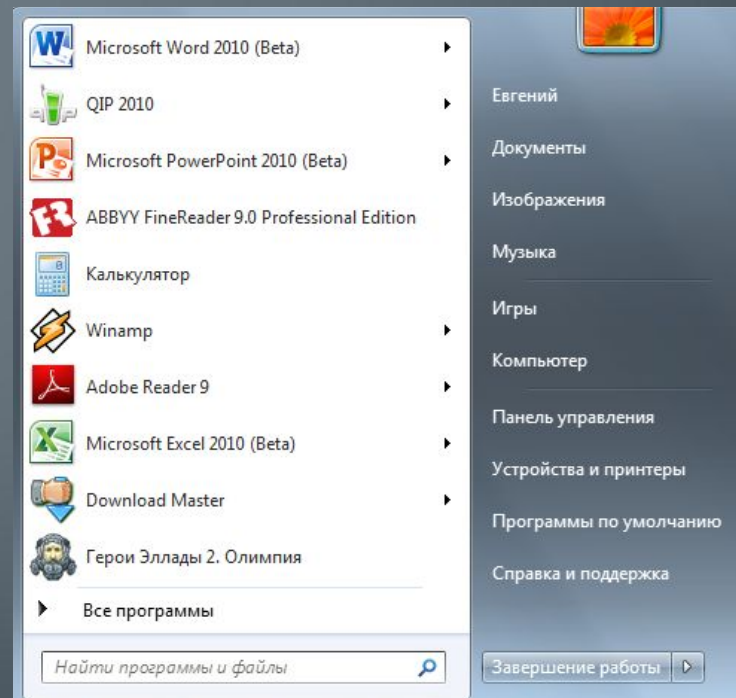 Microsoft Word 2010 (Beta)
QIP 2010
Microsoft PowerPoint 2010 (Beta)
ABBYY FineReader 9.0 Professional Edition
Калькулятор
Winamp
Adobe Reader 9
Microsoft Excel 2010 (Beta)
Download Master
Герои Эллады 2. Олимпия
Все программы
Найти программы и файлы
Евгений
Документы
Изображения
Музыка
Игры
Компьютер
Панель управления
Устройства и принтеры
Программы по умолчанию
Справка и поддержка
Завершение работы